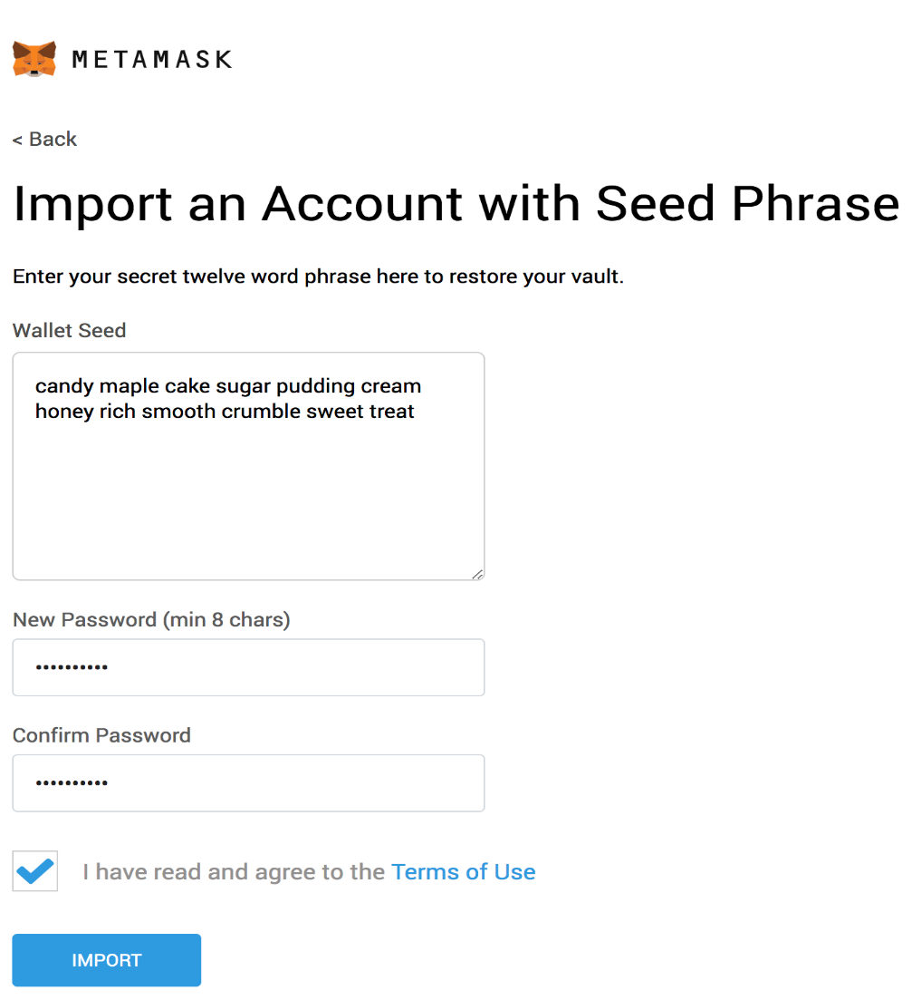 METAMASK
< Back
Import an Account with Seed Phrase
Enter your secret twelve word phrase here to restore your vault.
Wallet Seed
candy maple cake sugar pudding cream
honey rich smooth crumble sweet treat
New Password (min 8 chars)
••••••••••
Confirm Password
••••••••••
I have read and agree to the Terms of Use
IMPORT